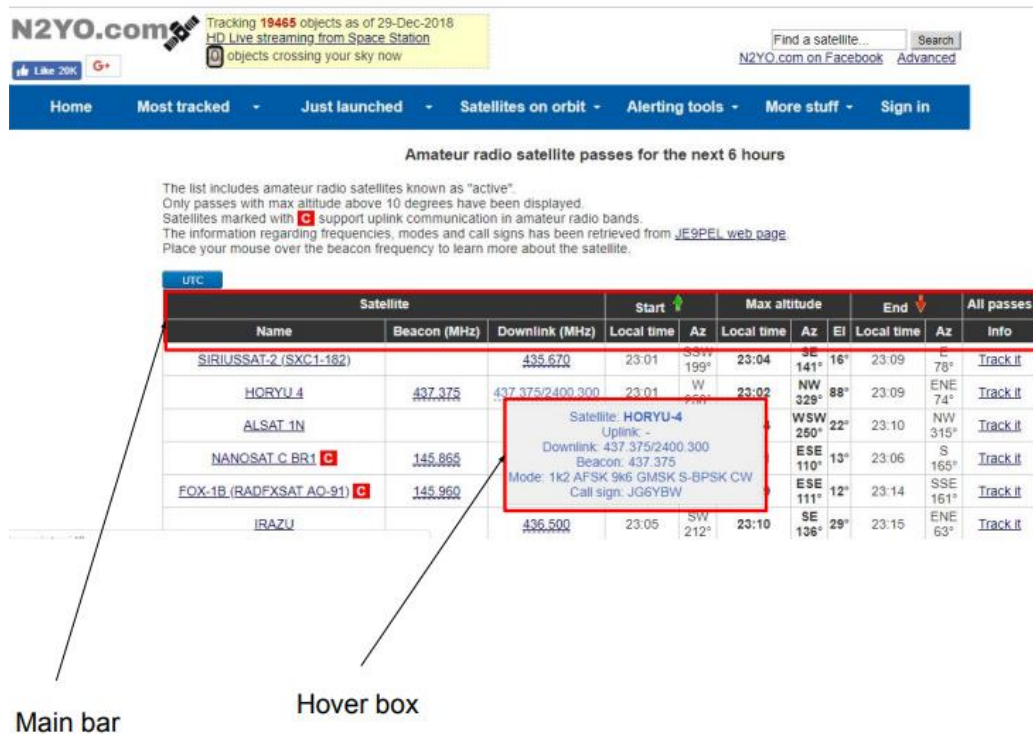 N2YO.com
Tracking 19465 objects as of 29-Dec-2018
HD Live streaming from Space Station
0 objects crossing your sky now
Find a satellite... Search
N2YO.com on Facebook Advanced
Like 20K G+
Home Most tracked Just launched Satellites on orbit Alerting tools More stuff Sign in
Amateur radio satellite passes for the next 6 hours
The list includes amateur radio satellites known as "active".
Only passes with max altitude above 10 degrees have been displayed.
Satellites marked with C support uplink communication in amateur radio bands.
The information regarding frequencies, modes and call signs has been retrieved from JE9PEL web page.
Place your mouse over the beacon frequency to learn more about the satellite.
UTC
Satellite Start Max altitude End All passes
Name Beacon (MHz) Downlink (MHz) Local time Az Local time Az El Local time Az Info
SIRIUSSAT-2 (SXC1-182) 435.670 23:01 SSW 199° 23:04 SE 141° 16° 23:09 E 78° Track it
HORYU 4 437.375 437.375/2400.300 23:01 W 23:02 NW 329° 88° 23:09 ENE 74° Track it
ALSAT 1N WSW 250° 22° 23:10 NW 315° Track it
NANOSAT C BR1 C 145.865 ESE 110° 13° 23:06 S 165° Track it
FOX-1B (RADFXSAT AO-91) C 145.960 ESE 111° 12° 23:14 SSE 161° Track it
IRAZU 436.500 23:05 SW 212° 23:10 SE 136° 29° 23:15 ENE 63° Track it
Satellite: HORYU-4
Uplink: -
Downlink: 437.375/2400.300
Beacon: 437.375
Mode: 1k2 AFSK 9k6 GMSK S-BPSK CW
Call sign: JG6YBW
Main bar
Hover box